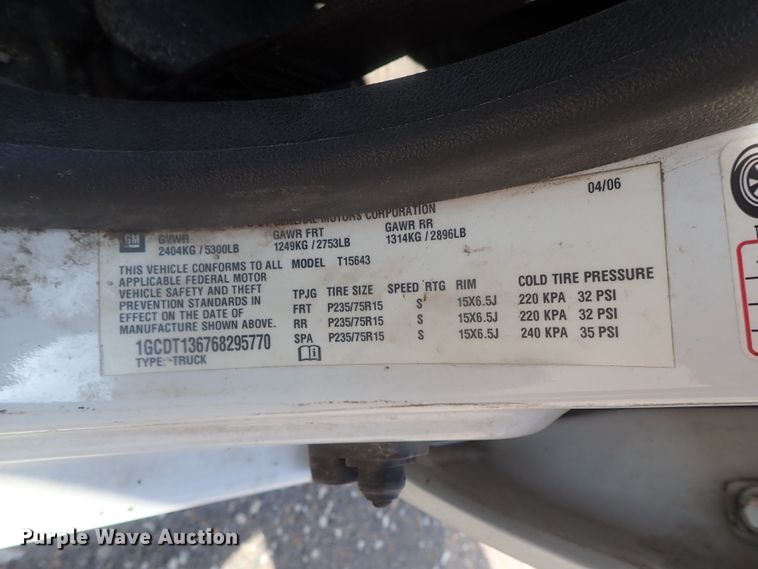 04/06
GENERAL MOTORS CORPORATION
GM GVWR GAWR FRT GAWR RR
2404KG / 5300LB 1249KG / 2753LB 1314KG / 2896LB
THIS VEHICLE CONFORMS TO ALL APPLICABLE FEDERAL MOTOR VEHICLE SAFETY AND THEFT PREVENTION STANDARDS IN EFFECT ON THE DATE OF MANUFACTURE SHOWN ABOVE.
MODEL T15643
TPJG TIRE SIZE SPEED RTG RIM COLD TIRE PRESSURE
FRT P235/75R15 S 15X6.5J 220 KPA 32 PSI
RR P235/75R15 S 15X6.5J 220 KPA 32 PSI
SPA P235/75R15 S 15X6.5J 240 KPA 35 PSI
1GCDT136768295770
TYPE: TRUCK
Purple Wave Auction